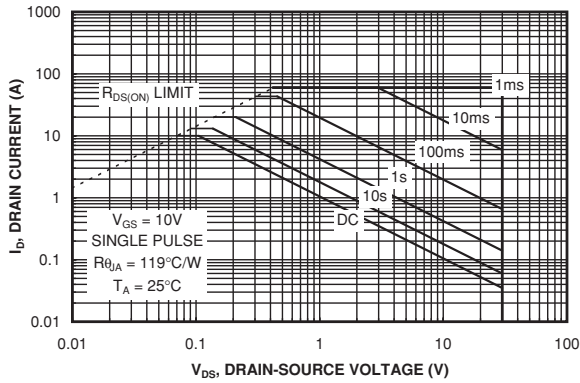 1000
100
10
1
0.1
0.01
I_D, DRAIN CURRENT (A)
R_DS(ON) LIMIT
1ms
10ms
100ms
1s
10s
DC
V_GS = 10V
SINGLE PULSE
Rθ_JA = 119°C/W
T_A = 25°C
0.01 0.1 1 10 100
V_DS, DRAIN-SOURCE VOLTAGE (V)